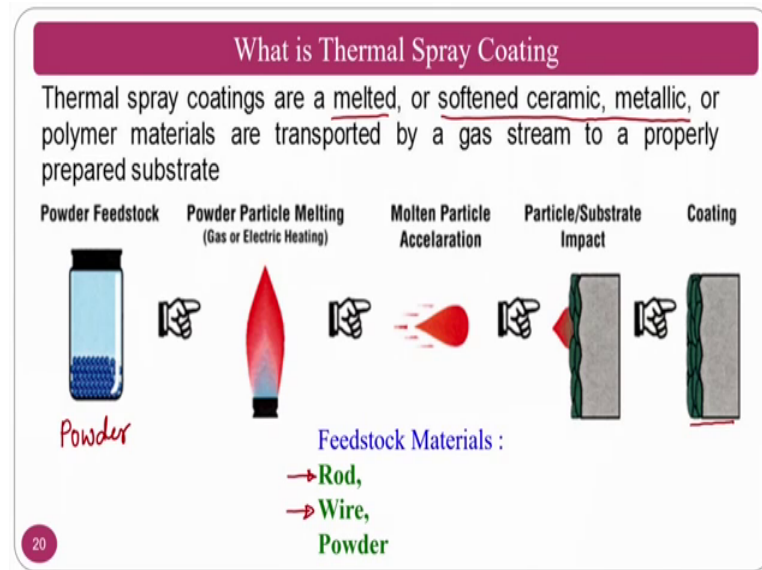 What is Thermal Spray Coating
Thermal spray coatings are a melted, or softened ceramic, metallic, or
polymer materials are transported by a gas stream to a properly
prepared substrate
Powder Feedstock
Powder Particle Melting
(Gas or Electric Heating)
Molten Particle
Accelaration
Particle/Substrate
Impact
Coating
Powder
Feedstock Materials :
Rod,
Wire,
Powder
20